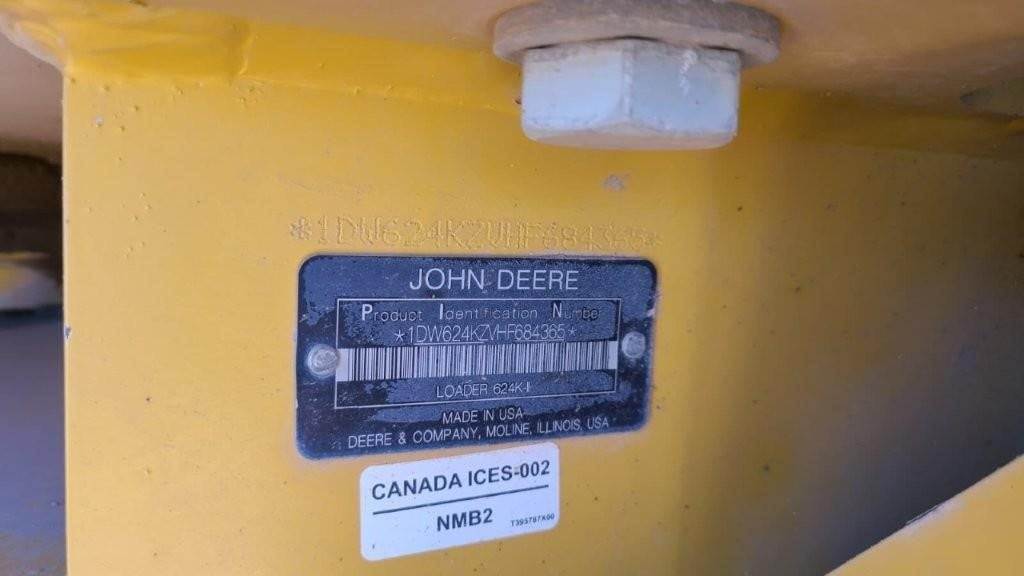 *1DW624KZVHF684365*
JOHN DEERE
Product Identification Number
*1DW624KZVHF684365*
LOADER 624K-II
MADE IN USA
DEERE & COMPANY, MOLINE, ILLINOIS, USA
CANADA ICES-002
NMB2
T395787X00